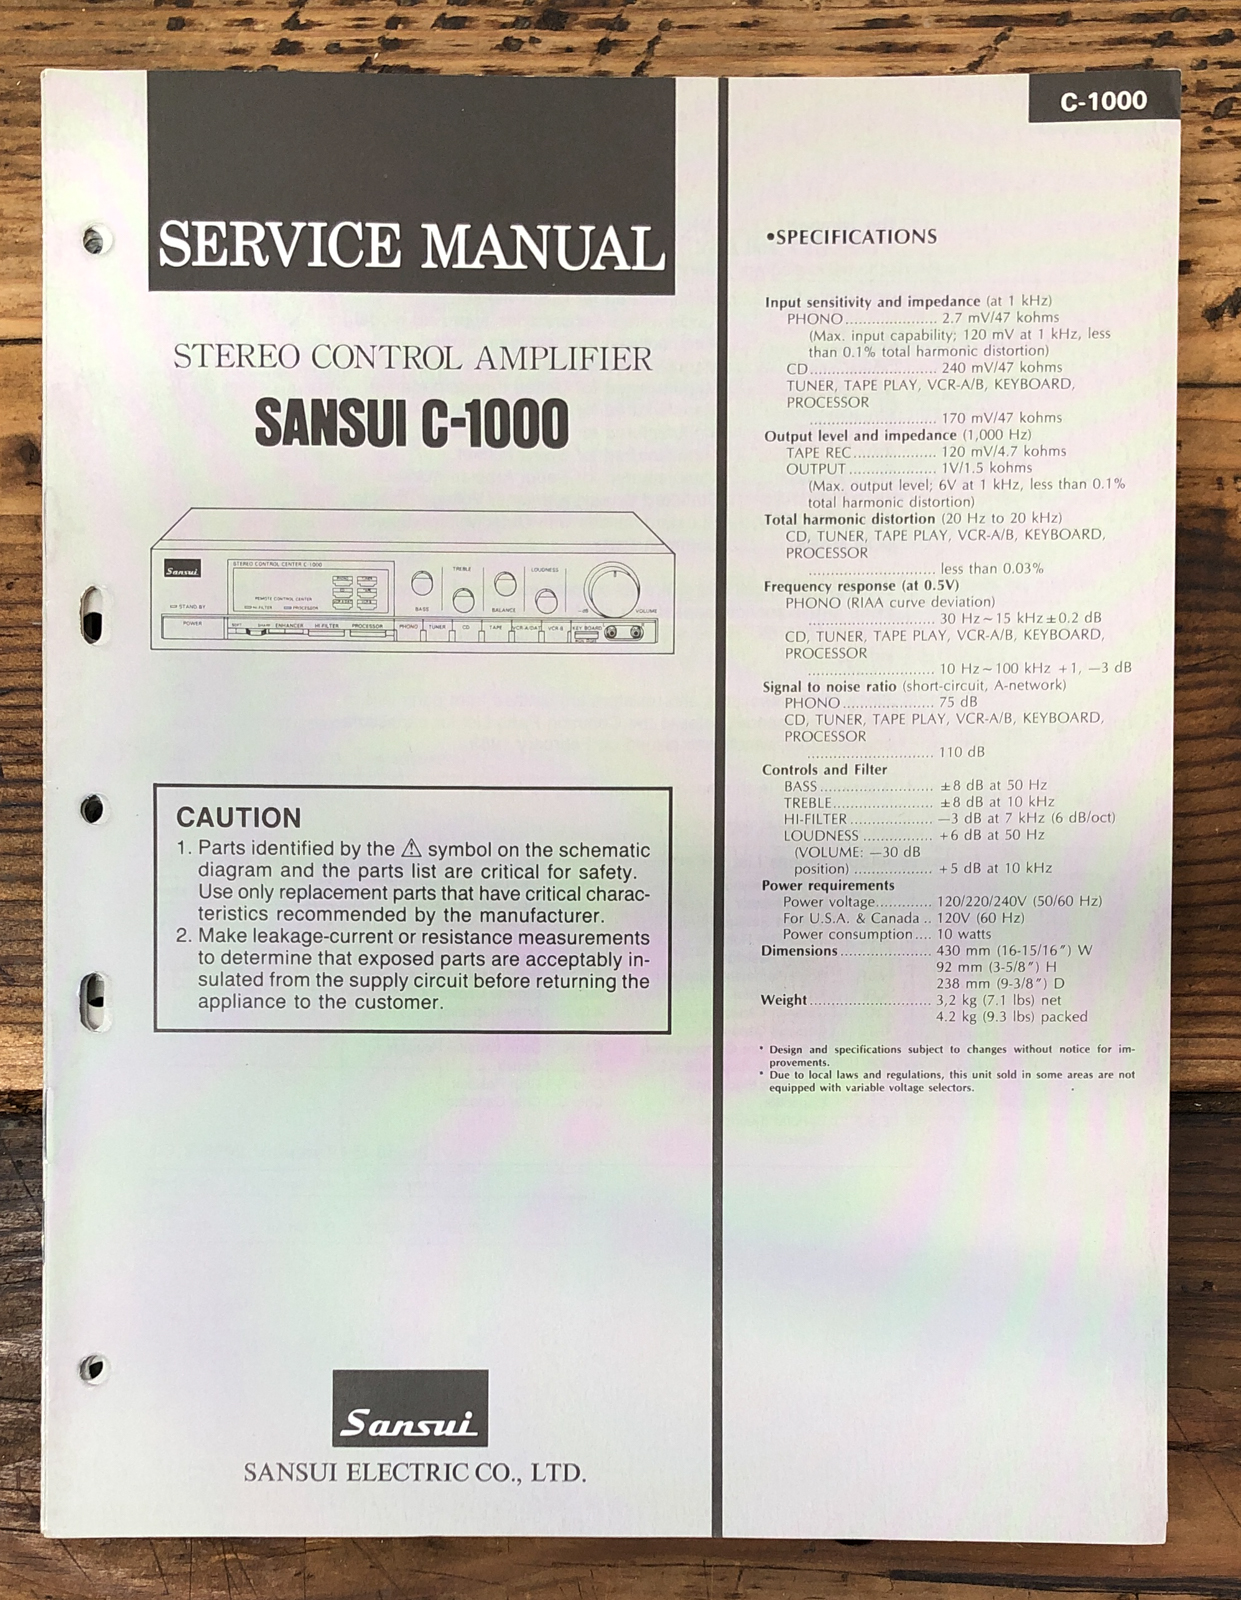 SERVICE MANUAL
STEREO CONTROL AMPLIFIER
SANSUI C-1000
Sansui
STEREO CONTROL CENTER C-1000
REMOTE CONTROL CENTER
STAND BY
POWER
ENHANCER HI-FILTER PROCESSOR
BASS
TREBLE
BALANCE
LOUDNESS
VOLUME
-dB
PHONO TUNER CD TAPE VCR-A/DAT VCR-B KEY BOARD
CAUTION
1. Parts identified by the ⚠ symbol on the schematic
diagram and the parts list are critical for safety.
Use only replacement parts that have critical charac-
teristics recommended by the manufacturer.
2. Make leakage-current or resistance measurements
to determine that exposed parts are acceptably in-
sulated from the supply circuit before returning the
appliance to the customer.
Sansui
SANSUI ELECTRIC CO., LTD.
C-1000
•SPECIFICATIONS
Input sensitivity and impedance (at 1 kHz)
PHONO..................... 2.7 mV/47 kohms
(Max. input capability; 120 mV at 1 kHz, less
than 0.1% total harmonic distortion)
CD............................. 240 mV/47 kohms
TUNER, TAPE PLAY, VCR-A/B, KEYBOARD,
PROCESSOR
............................. 170 mV/47 kohms
Output level and impedance (1,000 Hz)
TAPE REC................... 120 mV/4.7 kohms
OUTPUT.................... 1V/1.5 kohms
(Max. output level; 6V at 1 kHz, less than 0.1%
total harmonic distortion)
Total harmonic distortion (20 Hz to 20 kHz)
CD, TUNER, TAPE PLAY, VCR-A/B, KEYBOARD,
PROCESSOR
............................. less than 0.03%
Frequency response (at 0.5V)
PHONO (RIAA curve deviation)
............................. 30 Hz~15 kHz±0.2 dB
CD, TUNER, TAPE PLAY, VCR-A/B, KEYBOARD,
PROCESSOR
............................. 10 Hz~100 kHz +1, −3 dB
Signal to noise ratio (short-circuit, A-network)
PHONO..................... 75 dB
CD, TUNER, TAPE PLAY, VCR-A/B, KEYBOARD,
PROCESSOR
............................. 110 dB
Controls and Filter
BASS.......................... ±8 dB at 50 Hz
TREBLE....................... ±8 dB at 10 kHz
HI-FILTER................... −3 dB at 7 kHz (6 dB/oct)
LOUDNESS ................ +6 dB at 50 Hz
(VOLUME: −30 dB
position).................. +5 dB at 10 kHz
Power requirements
Power voltage............. 120/220/240V (50/60 Hz)
For U.S.A. & Canada .. 120V (60 Hz)
Power consumption.... 10 watts
Dimensions..................... 430 mm (16-15/16″) W
92 mm (3-5/8″) H
238 mm (9-3/8″) D
Weight............................ 3,2 kg (7.1 lbs) net
4.2 kg (9.3 lbs) packed
* Design and specifications subject to changes without notice for im-
provements.
* Due to local laws and regulations, this unit sold in some areas are not
equipped with variable voltage selectors.